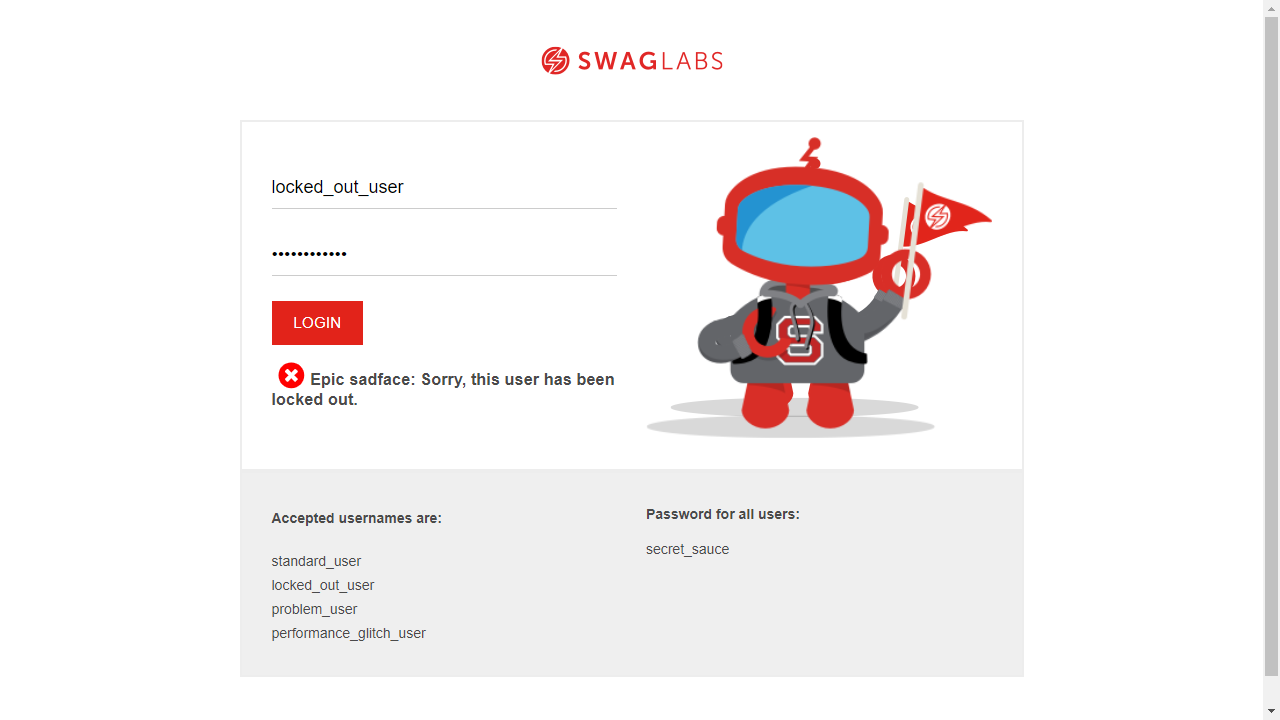 SWAGLABS
locked_out_user
••••••••••••
LOGIN
Epic sadface: Sorry, this user has been
locked out.
S
Accepted usernames are:
standard_user
locked_out_user
problem_user
performance_glitch_user
Password for all users:
secret_sauce